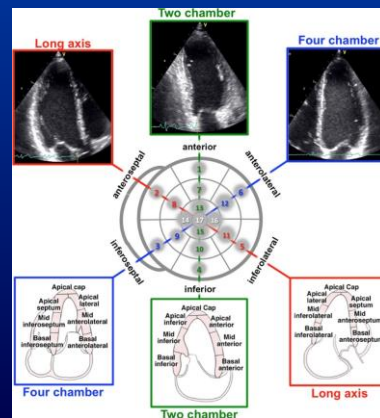 Two chamber
Long axis
Four chamber
V
V
anterior
anteroseptal
anterolateral
1
7
13
2
8
6
12
14
17
16
9
3
15
11
5
10
4
inferoseptal
inferolateral
inferior
Apical Cap
Apical septum
Apical lateral
Mid inferoseptum
Mid anterolateral
Basal inferoseptum
Basal anterolateral
Four chamber
Apical Cap
Apical inferior
Apical anterior
Mid inferior
Mid anterior
Basal inferior
Basal anterior
Two chamber
Apical Cap
Apical lateral
Apical septum
Mid inferolateral
Mid anteroseptum
Basal inferolateral
Basal anteroseptum
Long axis